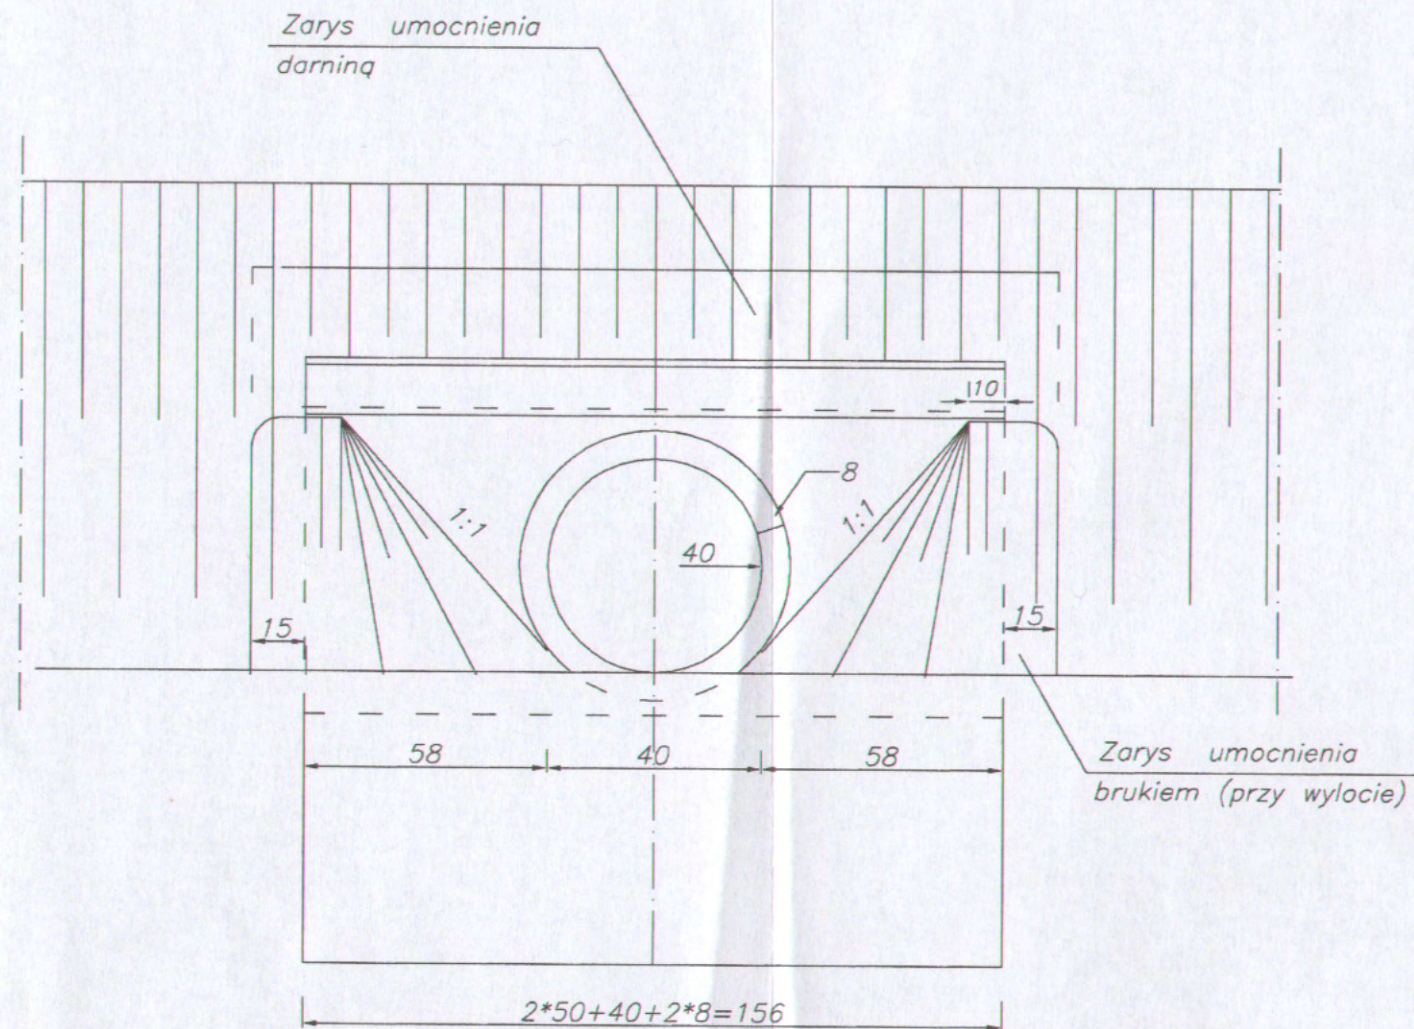 Zarys umocnienia
darniną
10
8
1:1
1:1
40
15
15
58
40
58
Zarys umocnienia
brukiem (przy wylocie)
2*50+40+2*8=156